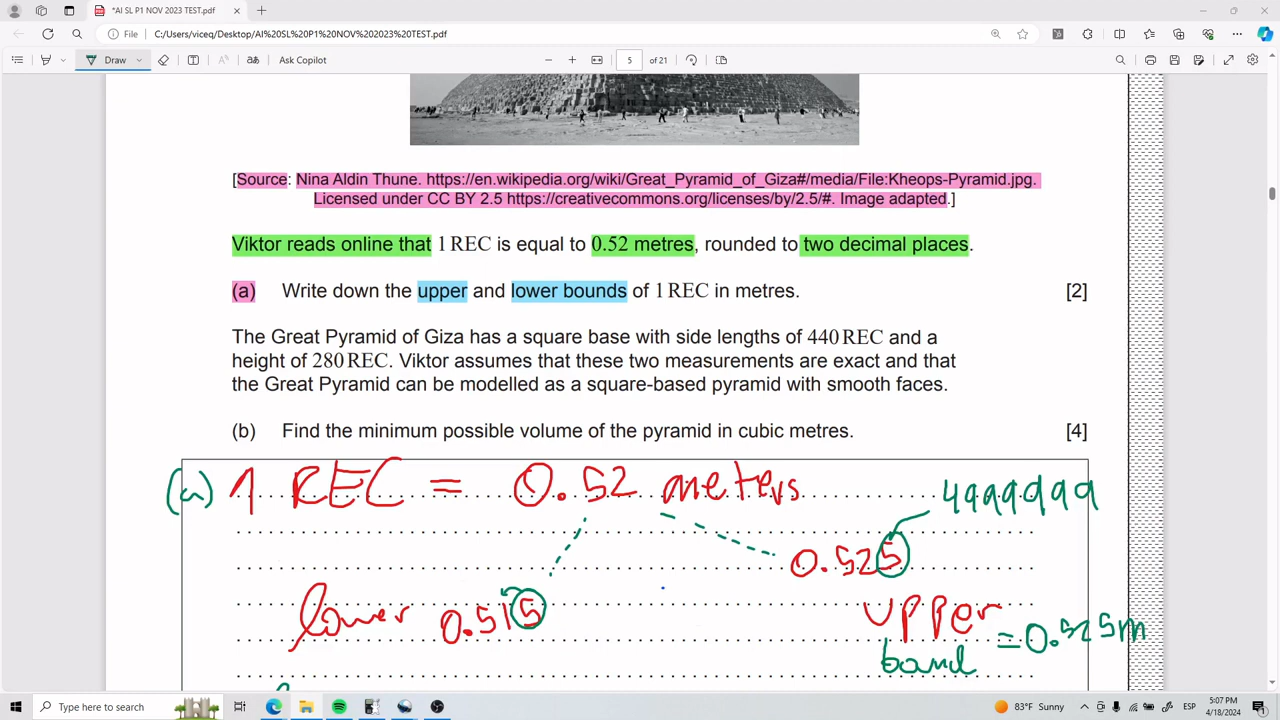 *AI SL P1 NOV 2023 TEST.pdf
File C:/Users/viceq/Desktop/AI%20SL%20P1%20NOV%202023%20TEST.pdf
Draw Ask Copilot 5 of 21
[Source: Nina Aldin Thune. https://en.wikipedia.org/wiki/Great_Pyramid_of_Giza#/media/File:Kheops-Pyramid.jpg.
Licensed under CC BY 2.5 https://creativecommons.org/licenses/by/2.5/#. Image adapted.]
Viktor reads online that 1 REC is equal to 0.52 metres, rounded to two decimal places.
(a) Write down the upper and lower bounds of 1 REC in metres. [2]
The Great Pyramid of Giza has a square base with side lengths of 440 REC and a
height of 280 REC. Viktor assumes that these two measurements are exact and that
the Great Pyramid can be modelled as a square-based pyramid with smooth faces.
(b) Find the minimum possible volume of the pyramid in cubic metres. [4]
(a) 1 REC = 0.52 meters 4999999
0.525
lower 0.515 upper
band = 0.525m
Type here to search
83°F Sunny ESP 5:07 PM
4/18/2024